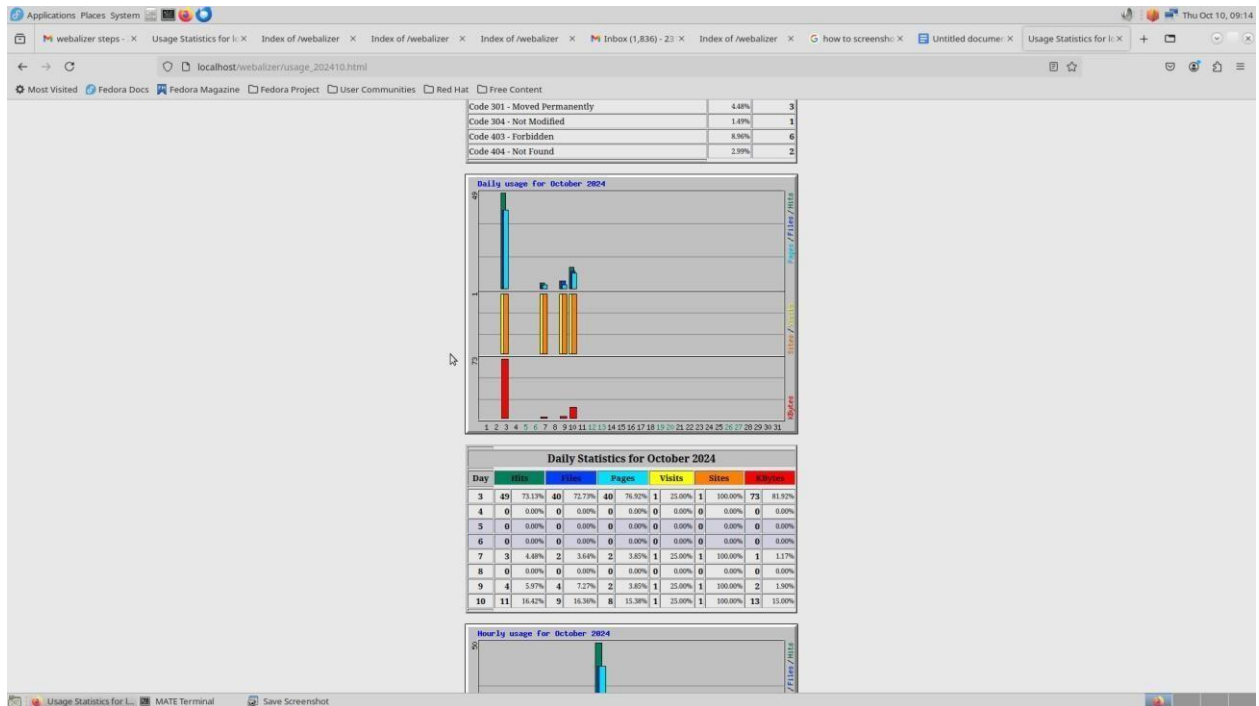 Applications Places System Thu Oct 10, 09:14
webalizer steps - × Usage Statistics for lo× Index of /webalizer × Index of /webalizer × Index of /webalizer × Inbox (1,836) - 23 × Index of /webalizer × how to screensho × Untitled documen × Usage Statistics for lo×
localhost/webalizer/usage_202410.html
Most Visited Fedora Docs Fedora Magazine Fedora Project User Communities Red Hat Free Content
Code 301 - Moved Permanently 4.48% 3
Code 304 - Not Modified 1.49% 1
Code 403 - Forbidden 8.96% 6
Code 404 - Not Found 2.99% 2
Daily usage for October 2024
49
Pages / Files / Hits
1
Sites / Visits
73
KBytes
1 2 3 4 5 6 7 8 9 10 11 12 13 14 15 16 17 18 19 20 21 22 23 24 25 26 27 28 29 30 31
Daily Statistics for October 2024
Day Hits Files Pages Visits Sites KBytes
3 49 73.13% 40 72.73% 40 76.92% 1 25.00% 1 100.00% 73 81.92%
4 0 0.00% 0 0.00% 0 0.00% 0 0.00% 0 0.00% 0 0.00%
5 0 0.00% 0 0.00% 0 0.00% 0 0.00% 0 0.00% 0 0.00%
6 0 0.00% 0 0.00% 0 0.00% 0 0.00% 0 0.00% 0 0.00%
7 3 4.48% 2 3.64% 2 3.85% 1 25.00% 1 100.00% 1 1.17%
8 0 0.00% 0 0.00% 0 0.00% 0 0.00% 0 0.00% 0 0.00%
9 4 5.97% 4 7.27% 2 3.85% 1 25.00% 1 100.00% 2 1.90%
10 11 16.42% 9 16.36% 8 15.38% 1 25.00% 1 100.00% 13 15.00%
Hourly usage for October 2024
50
/ Files / Hits
Usage Statistics for l... MATE Terminal Save Screenshot